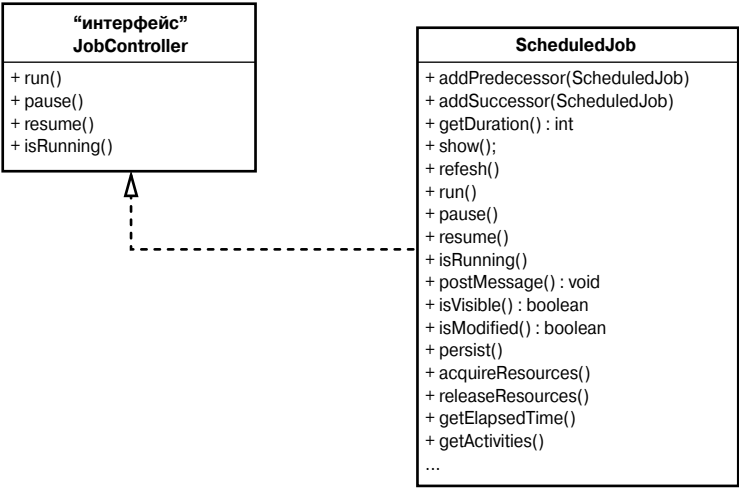 “интерфейс”
JobController
+ run()
+ pause()
+ resume()
+ isRunning()
ScheduledJob
+ addPredecessor(ScheduledJob)
+ addSuccessor(ScheduledJob)
+ getDuration() : int
+ show();
+ refesh()
+ run()
+ pause()
+ resume()
+ isRunning()
+ postMessage() : void
+ isVisible() : boolean
+ isModified() : boolean
+ persist()
+ acquireResources()
+ releaseResources()
+ getElapsedTime()
+ getActivities()
...